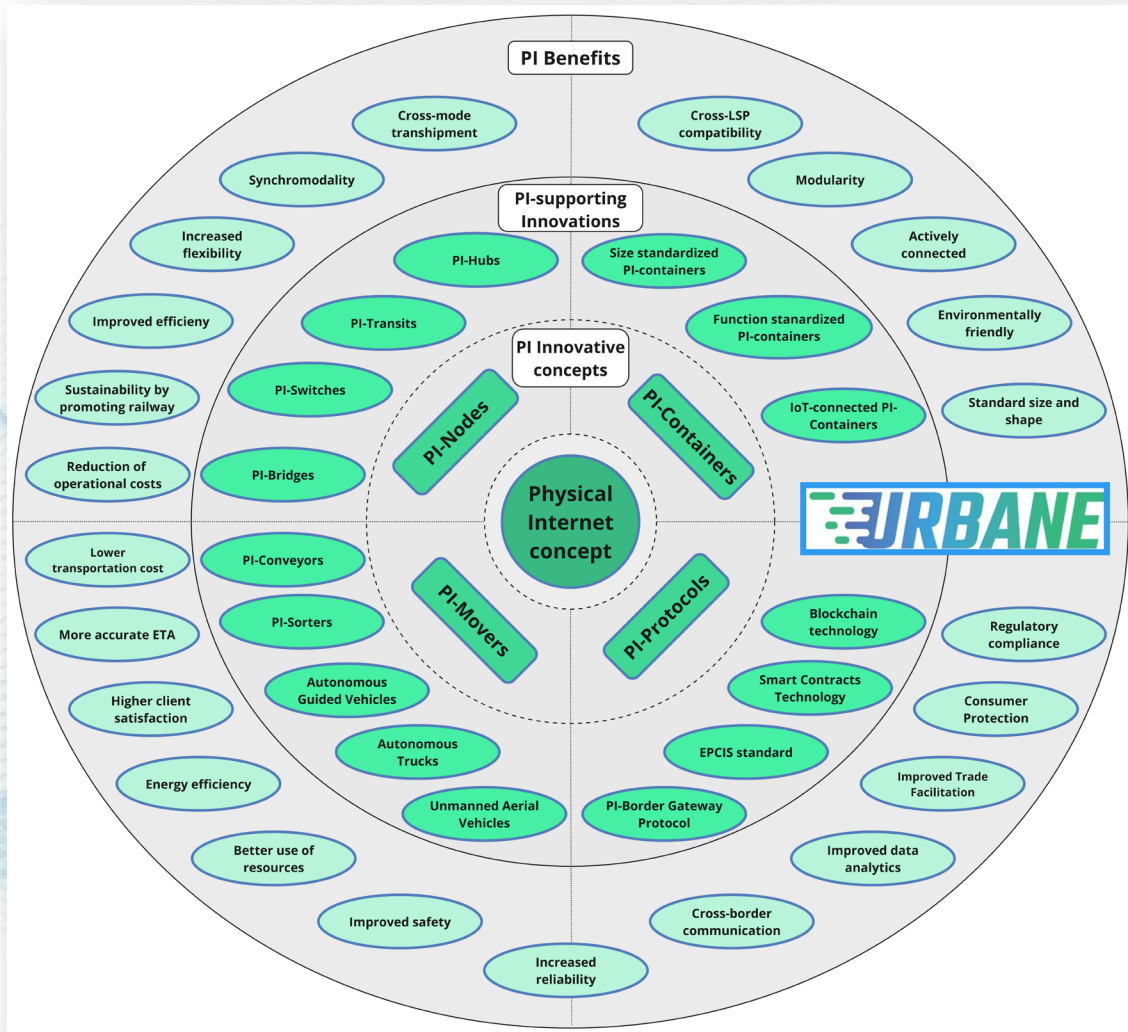 PI Benefits
Cross-mode
transhipment
Cross-LSP
compatibility
Synchromodality
Modularity
PI-supporting
Innovations
Increased
flexibility
PI-Hubs
Size standardized
PI-containers
Actively
connected
Improved efficieny
PI-Transits
Function stanardized
PI-containers
Environmentally
friendly
PI Innovative
concepts
Sustainability by
promoting railway
PI-Switches
PI-Nodes
PI-Containers
IoT-connected PI-
Containers
Standard size and
shape
Reduction of
operational costs
PI-Bridges
Physical
Internet
concept
URBANE
Lower
transportation cost
PI-Conveyors
More accurate ETA
PI-Sorters
PI-Movers
PI-Protocols
Blockchain
technology
Regulatory
compliance
Higher client
satisfaction
Autonomous
Guided Vehicles
Smart Contracts
Technology
Consumer
Protection
Energy efficiency
Autonomous
Trucks
EPCIS standard
Improved Trade
Facilitation
Unmanned Aerial
Vehicles
PI-Border Gateway
Protocol
Better use of
resources
Improved data
analytics
Improved safety
Cross-border
communication
Increased
reliability